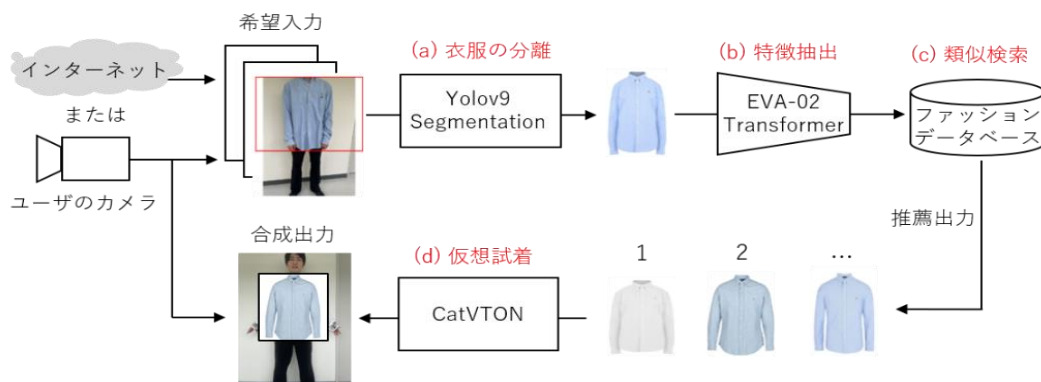 希望入力
インターネット
または
ユーザのカメラ
(a) 衣服の分離
Yolov9
Segmentation
(b) 特徴抽出
EVA-02
Transformer
(c) 類似検索
ファッション
データベース
推薦出力
合成出力
(d) 仮想試着
CatVTON
1
2
...